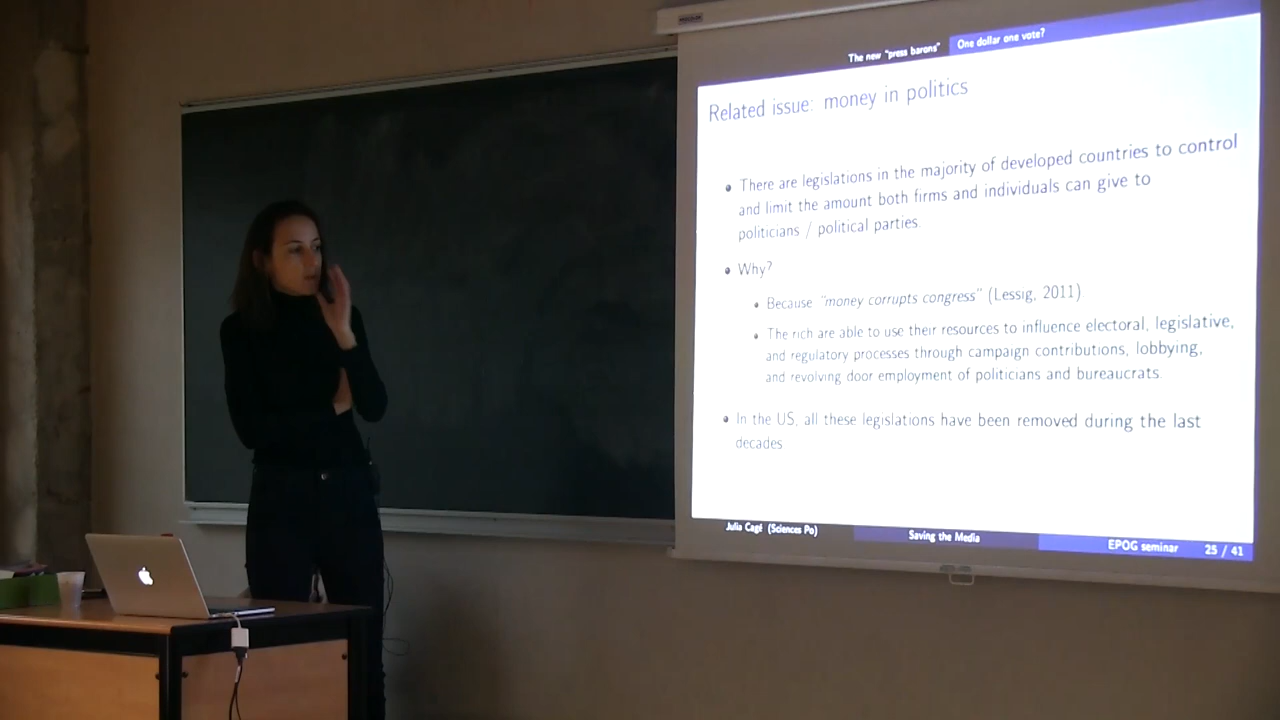 The new "press barons" One dollar one vote?
Related issue: money in politics
There are legislations in the majority of developed countries to control
and limit the amount both firms and individuals can give to
politicians / political parties.
Why?
Because "money corrupts congress" (Lessig, 2011)
The rich are able to use their resources to influence electoral, legislative,
and regulatory processes through campaign contributions, lobbying,
and revolving door employment of politicians and bureaucrats.
In the US, all these legislations have been removed during the last
decades
Julia Cagé (Sciences Po) Saving the Media EPOG seminar 25 / 41